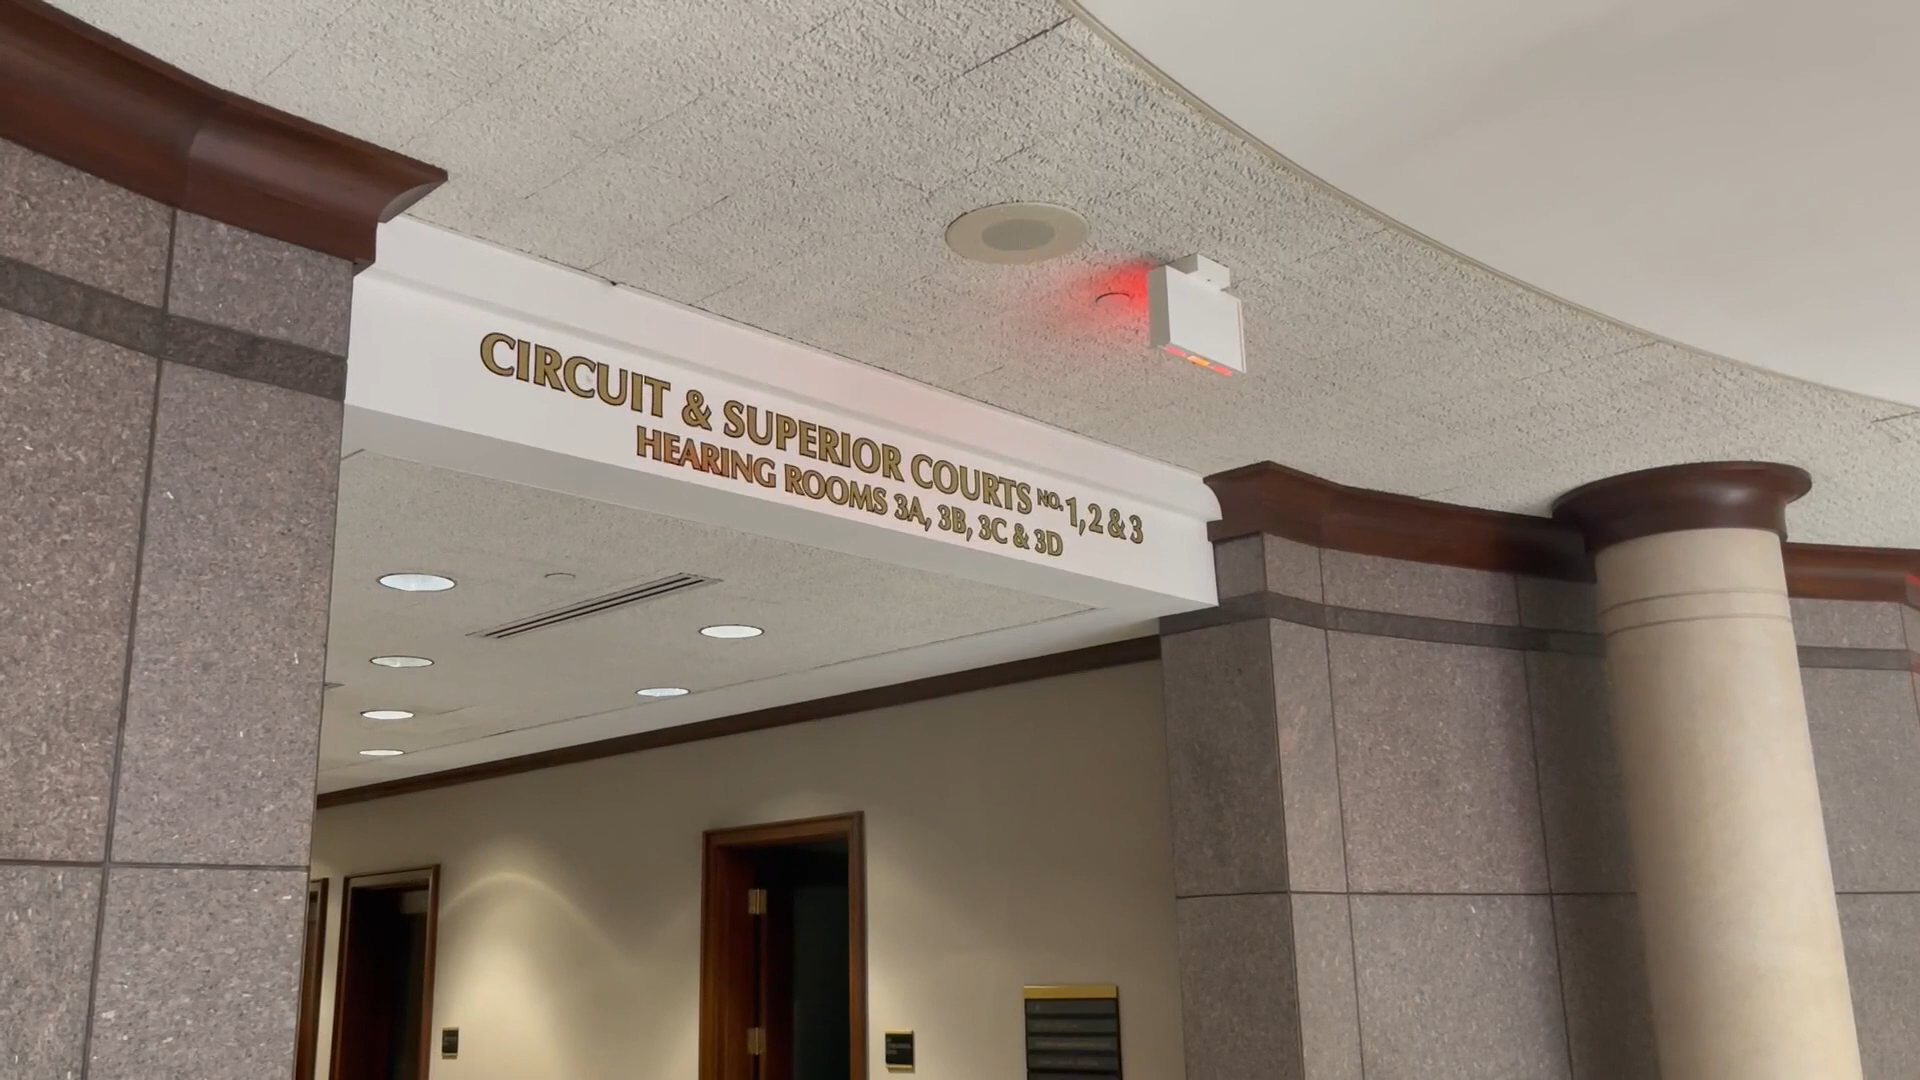 CIRCUIT & SUPERIOR COURTS NO. 1, 2 & 3
HEARING ROOMS 3A, 3B, 3C & 3D